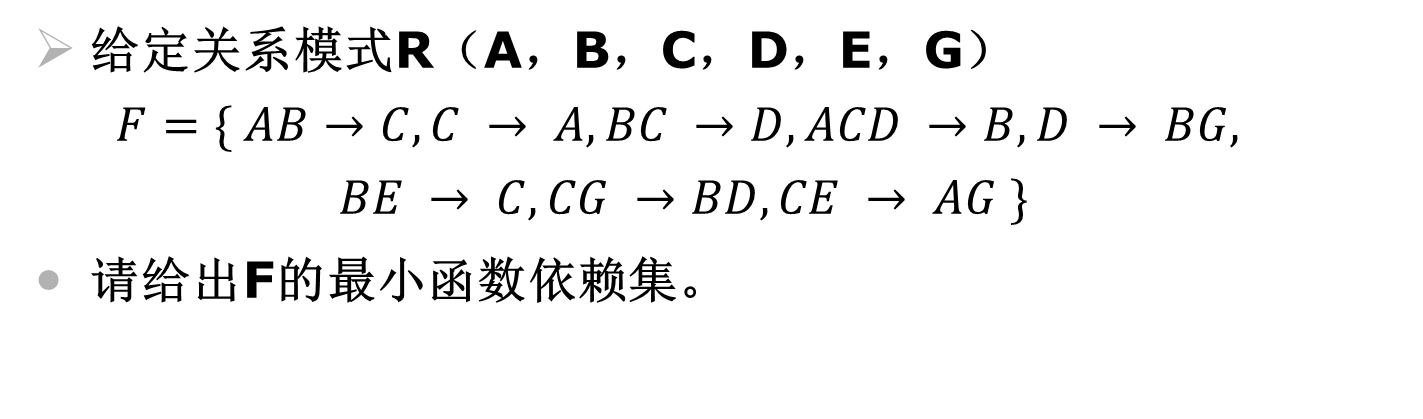 给定关系模式R（A，B，C，D，E，G）
F = { AB → C, C → A, BC → D, ACD → B, D → BG,
BE → C, CG → BD, CE → AG }
请给出F的最小函数依赖集。